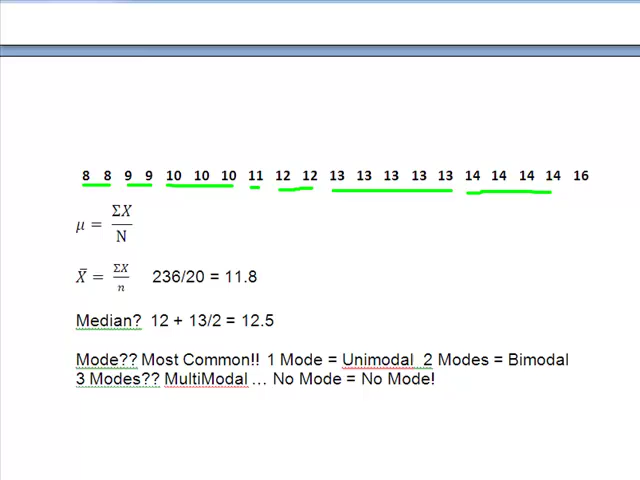 8 8 9 9 10 10 10 11 12 12 13 13 13 13 13 14 14 14 14 16
μ = ΣX / N
X̄ = ΣX / n 236/20 = 11.8
Median? 12 + 13/2 = 12.5
Mode?? Most Common!! 1 Mode = Unimodal 2 Modes = Bimodal
3 Modes?? MultiModal ... No Mode = No Mode!